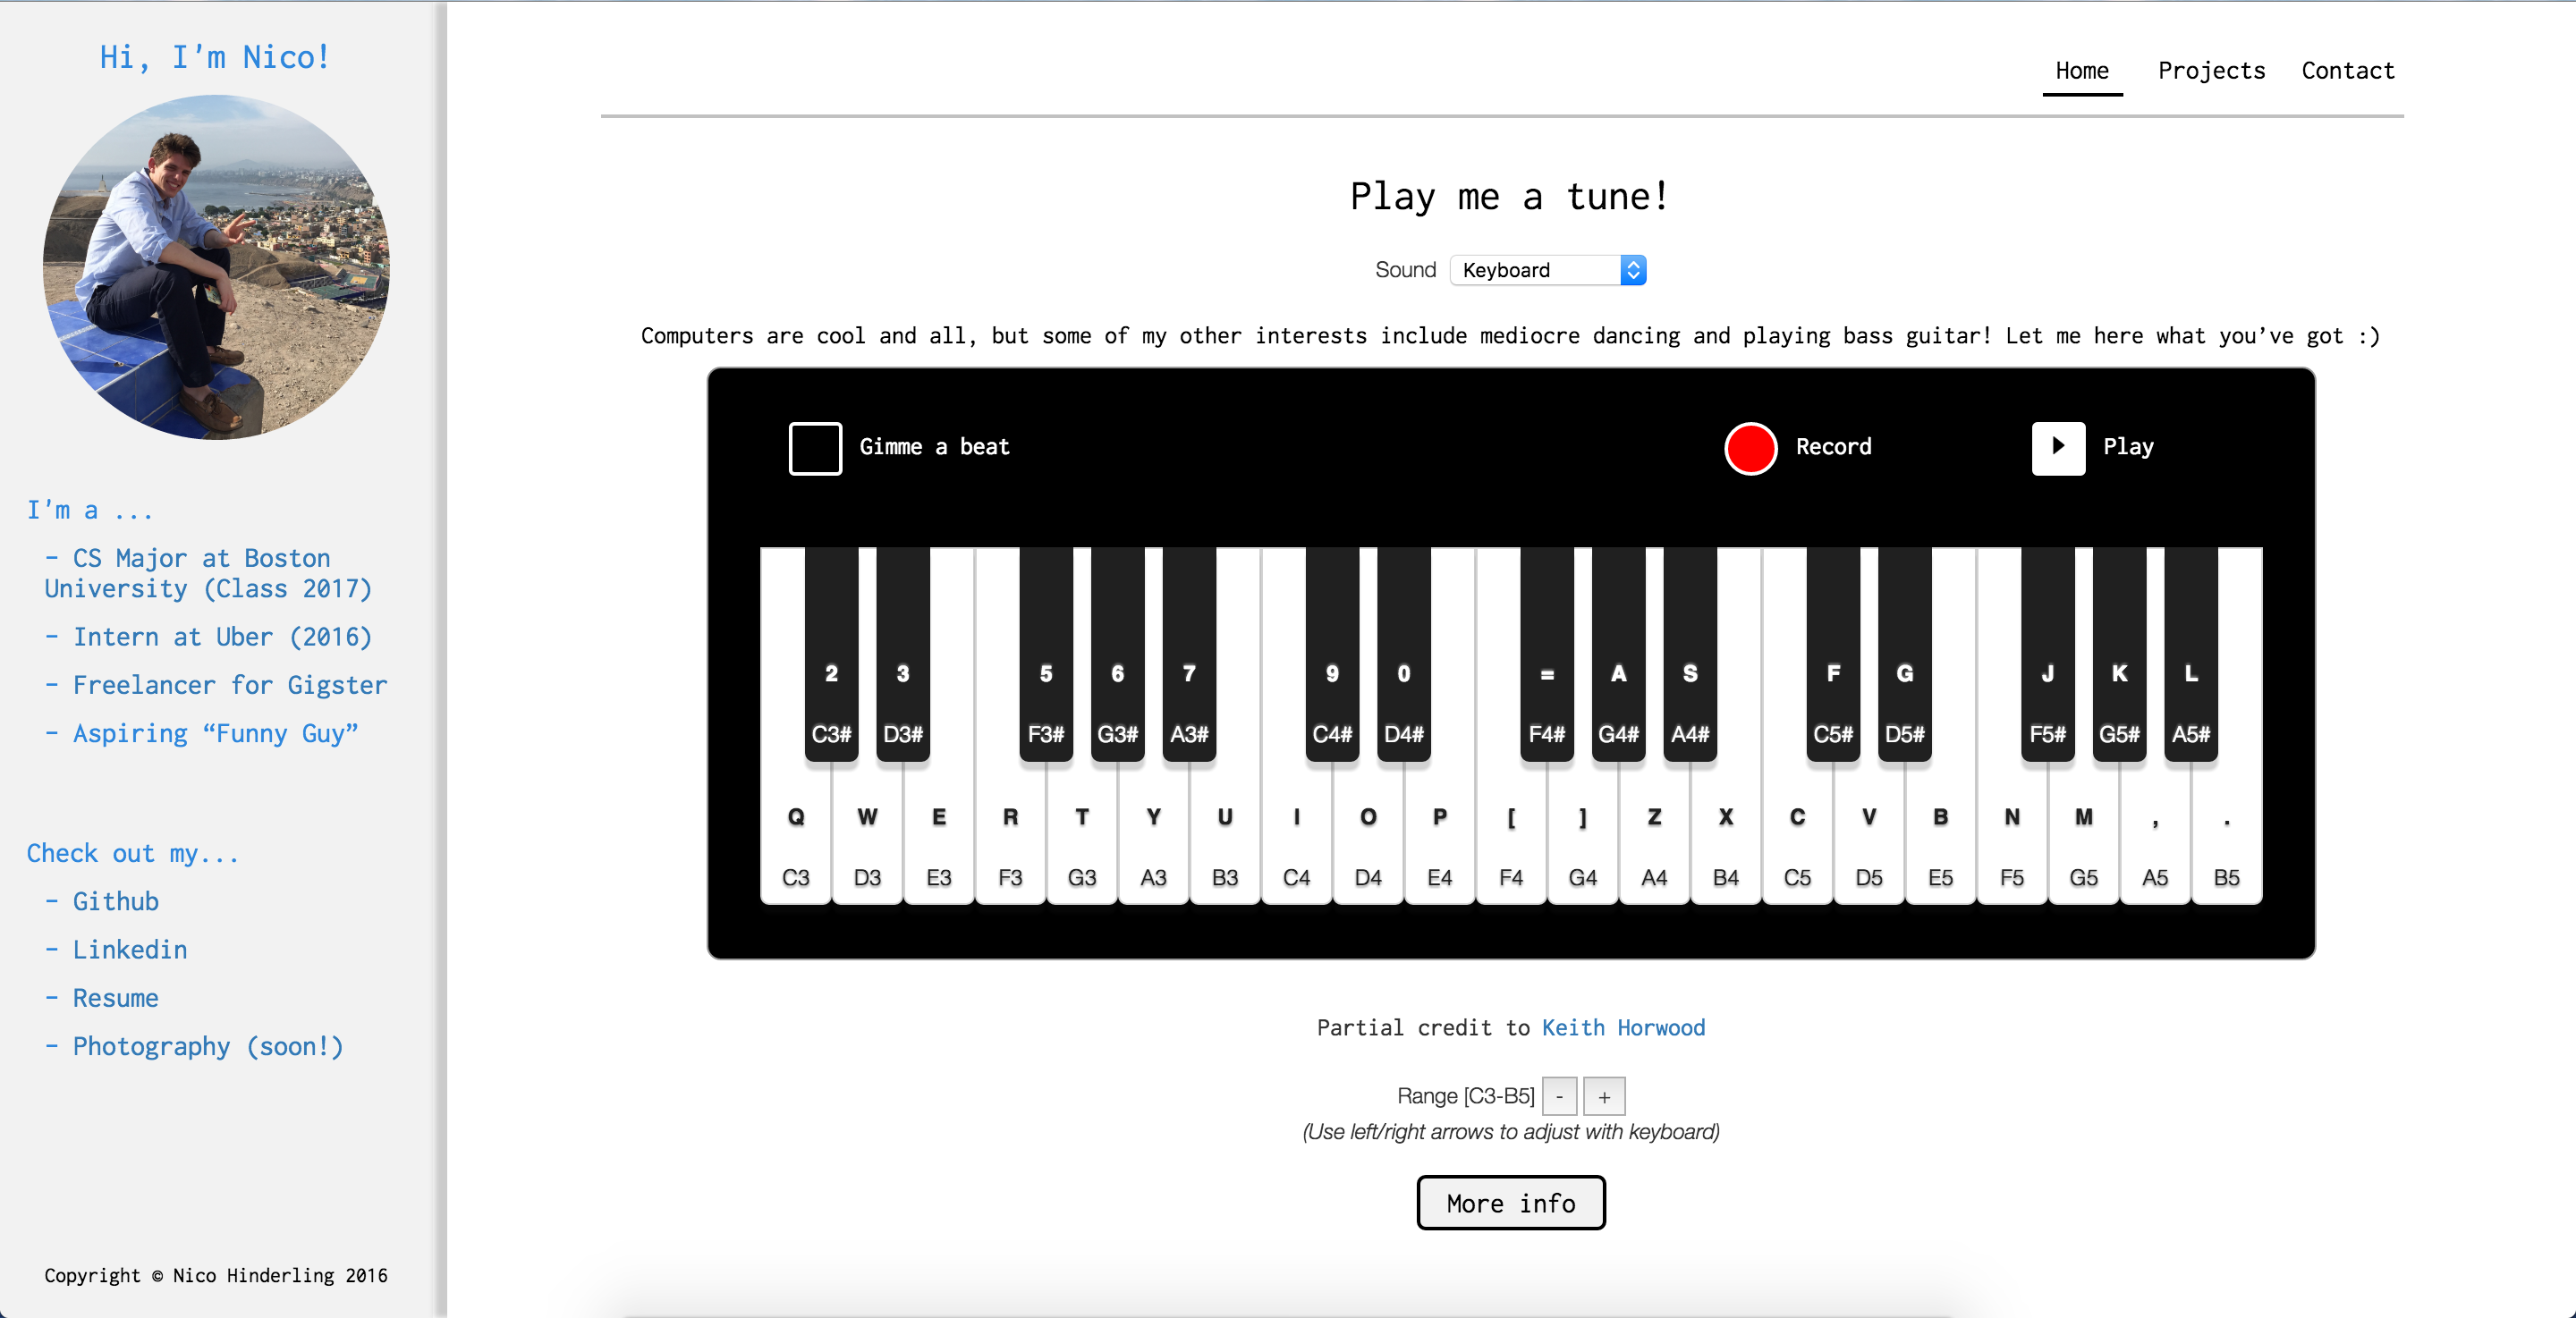 Hi, I'm Nico!
I'm a ...
- CS Major at Boston
University (Class 2017)
- Intern at Uber (2016)
- Freelancer for Gigster
- Aspiring “Funny Guy”
Check out my...
- Github
- Linkedin
- Resume
- Photography (soon!)
Copyright © Nico Hinderling 2016
Home Projects Contact
Play me a tune!
Sound Keyboard
Computers are cool and all, but some of my other interests include mediocre dancing and playing bass guitar! Let me here what you’ve got :)
Gimme a beat Record Play
2 3 5 6 7 9 0 = A S F G J K L
C3# D3# F3# G3# A3# C4# D4# F4# G4# A4# C5# D5# F5# G5# A5#
Q W E R T Y U I O P [ ] Z X C V B N M , .
C3 D3 E3 F3 G3 A3 B3 C4 D4 E4 F4 G4 A4 B4 C5 D5 E5 F5 G5 A5 B5
Partial credit to Keith Horwood
Range [C3-B5] - +
(Use left/right arrows to adjust with keyboard)
More info